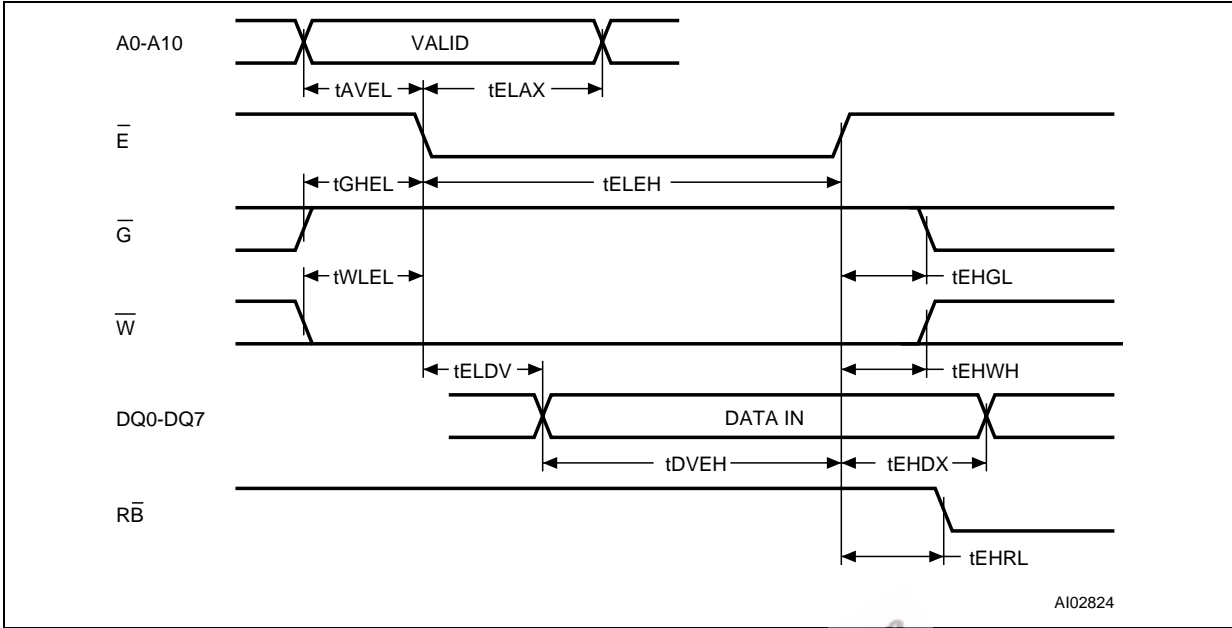 A0-A10
VALID
tAVEL
tELAX
E̅
tGHEL
tELEH
G̅
tWLEL
tEHGL
W̅
tELDV
tEHWH
DQ0-DQ7
DATA IN
tDVEH
tEHDX
RB̅
tEHRL
AI02824